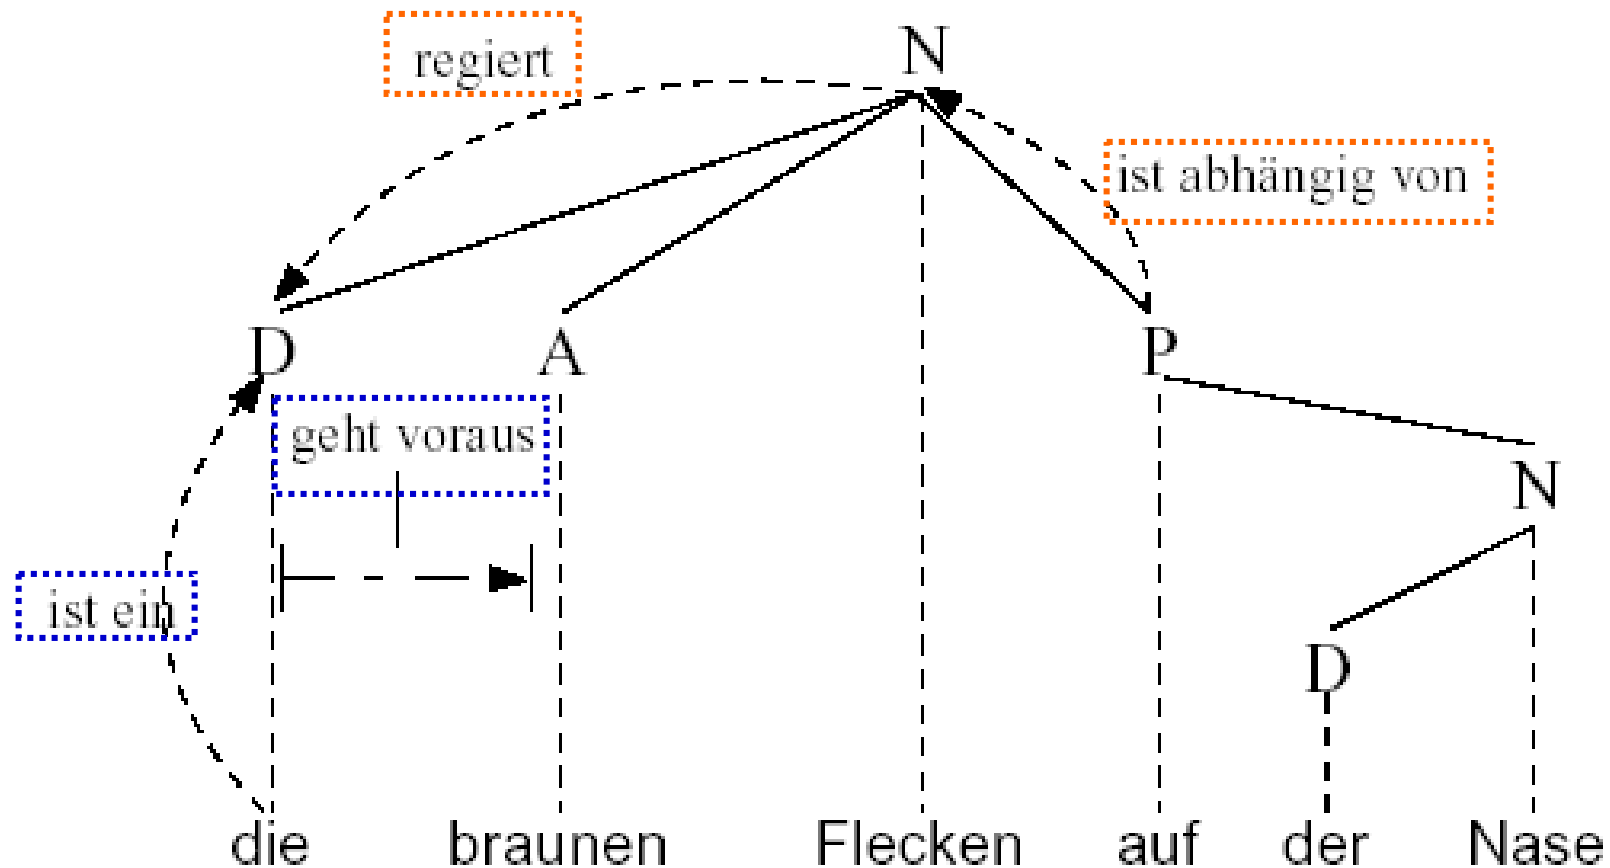 N
regiert
ist abhängig von
D A P
geht voraus
N
ist ein
D
die braunen Flecken auf der Nase